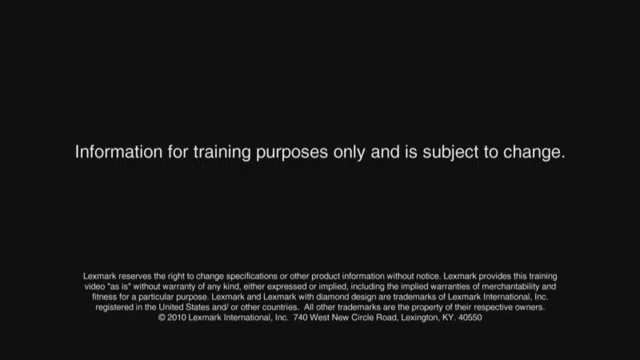 Information for training purposes only and is subject to change.
Lexmark reserves the right to change specifications or other product information without notice. Lexmark provides this training
video "as is" without warranty of any kind, either expressed or implied, including the implied warranties of merchantability and
fitness for a particular purpose. Lexmark and Lexmark with diamond design are trademarks of Lexmark International, Inc.
registered in the United States and/ or other countries. All other trademarks are the property of their respective owners.
© 2010 Lexmark International, Inc. 740 West New Circle Road, Lexington, KY. 40550